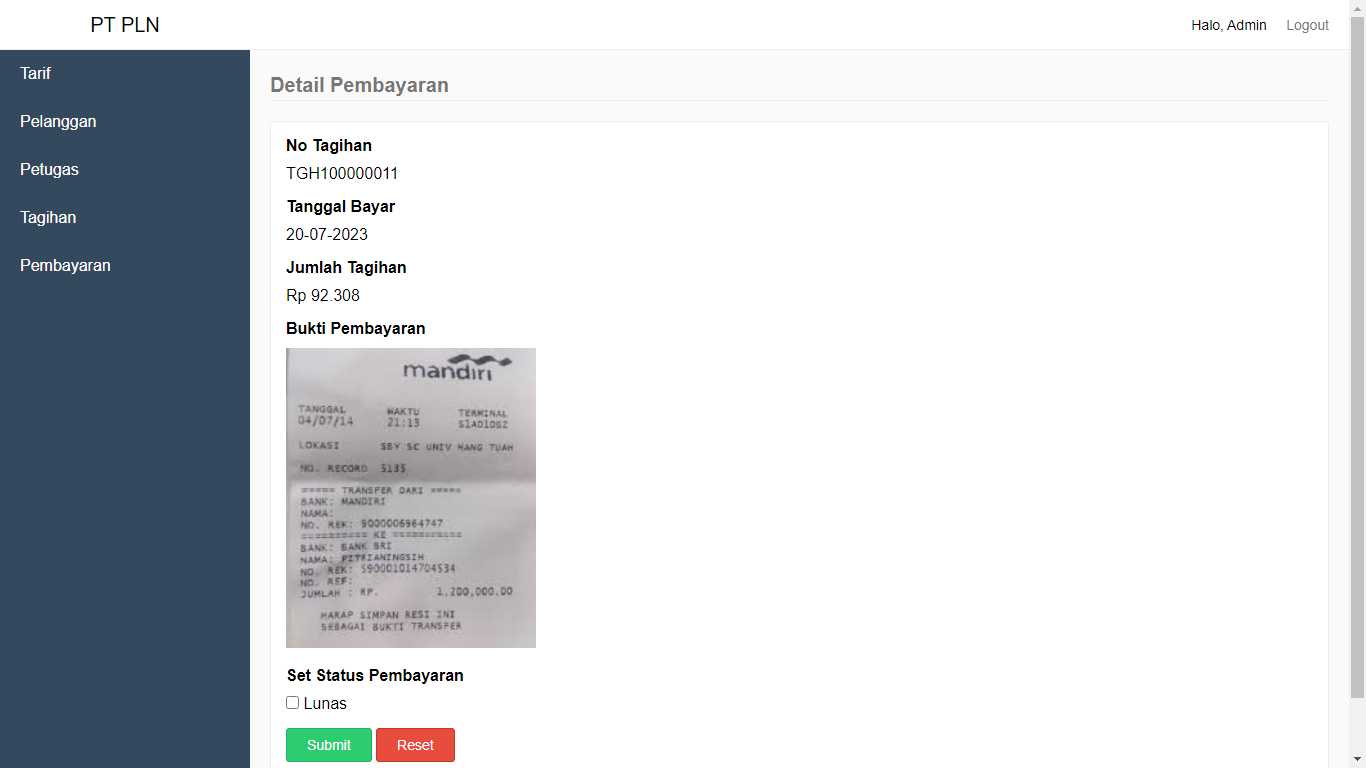 PT PLN
Halo, Admin Logout
Tarif
Pelanggan
Petugas
Tagihan
Pembayaran
Detail Pembayaran
No Tagihan
TGH100000011
Tanggal Bayar
20-07-2023
Jumlah Tagihan
Rp 92.308
Bukti Pembayaran
mandiri
TANGGAL WAKTU TERMINAL
04/07/14 21:13 S1AD1DGZ
LOKASI SBY SC UNIV HANG TUAH
NO. RECORD 5135
===== TRANSFER DARI =====
BANK: MANDIRI
NAMA:
NO. REK: 9000006964747
========== KE ===========
BANK: BANK BRI
NAMA: PITRIANINGSIH
NO. REK: 590001014704534
NO. REF:
JUMLAH : RP. 1,200,000.00
HARAP SIMPAN RESI INI
SEBAGAI BUKTI TRANSFER
Set Status Pembayaran
Lunas
Submit Reset